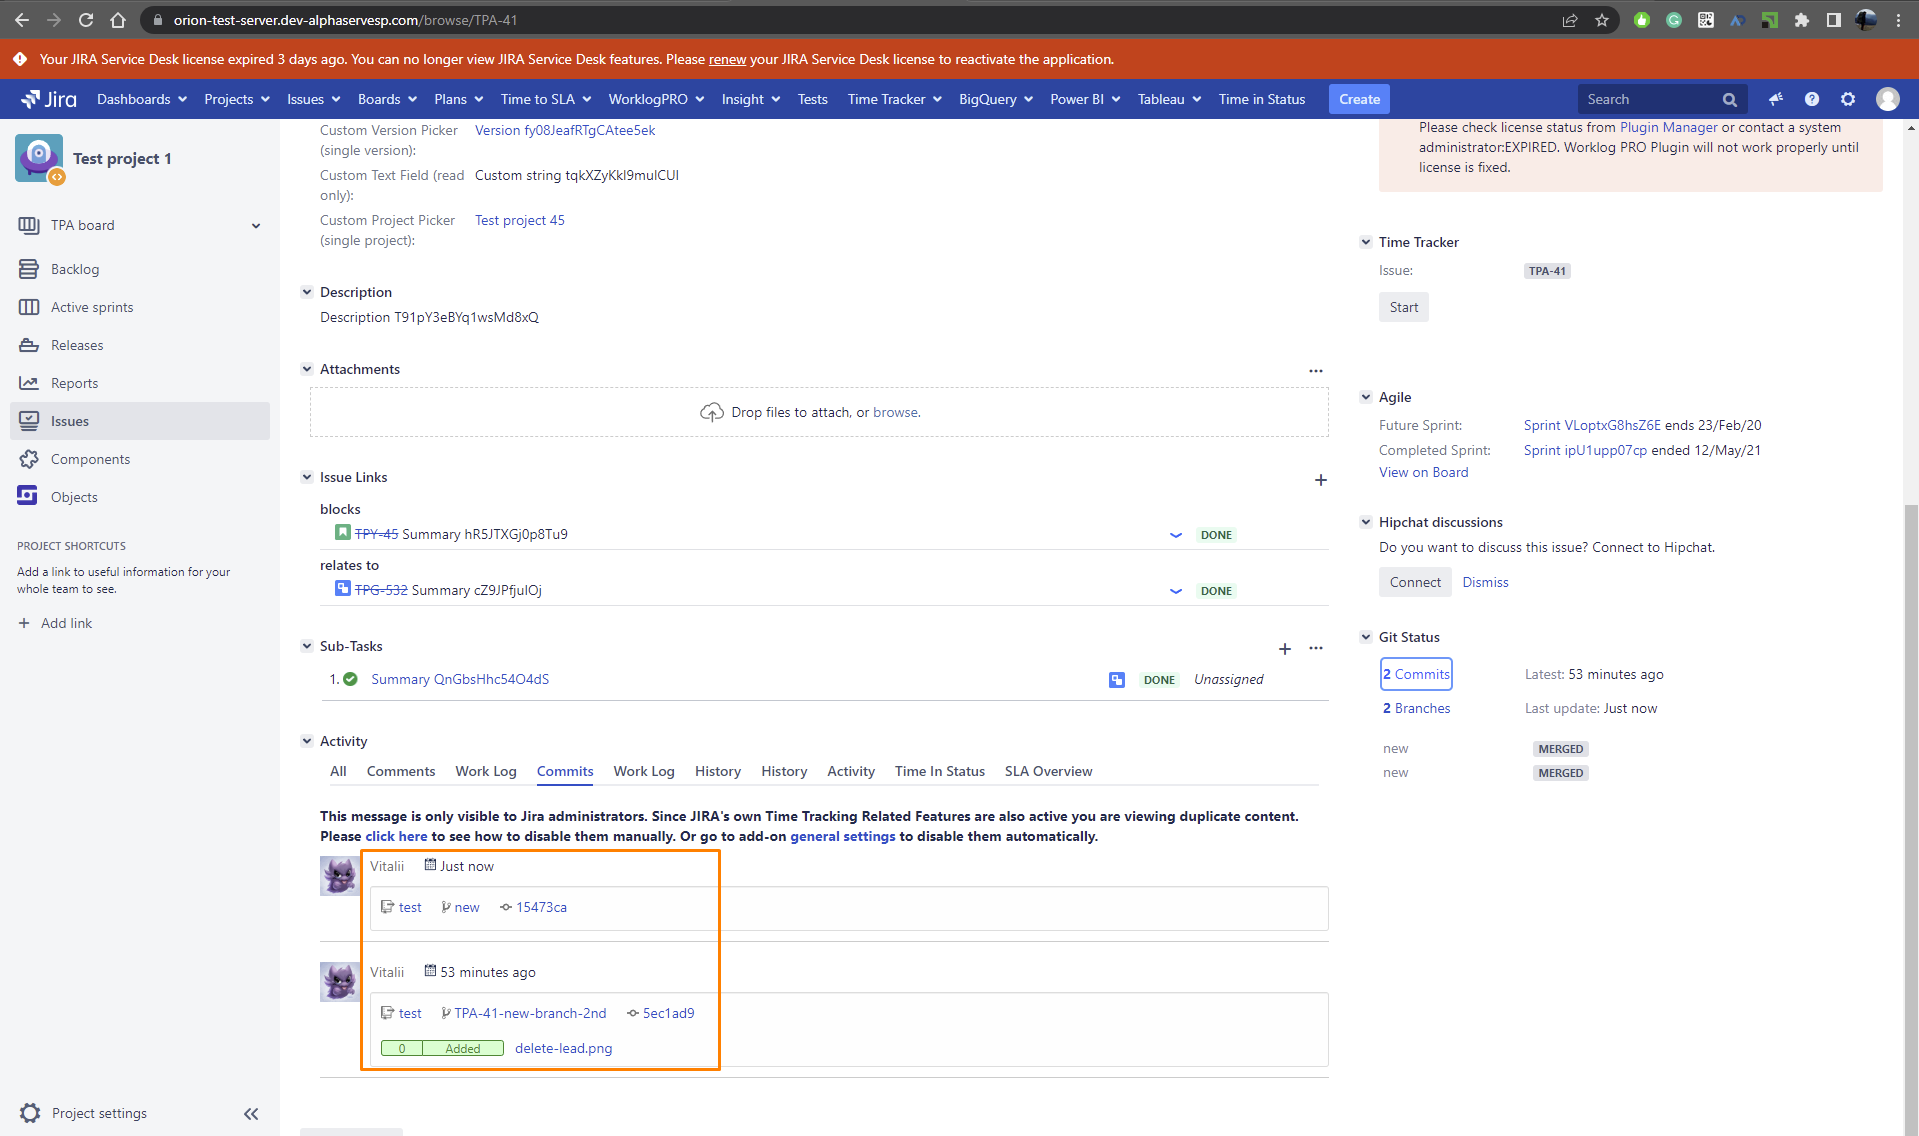 orion-test-server.dev-alphaservesp.com/browse/TPA-41
Your JIRA Service Desk license expired 3 days ago. You can no longer view JIRA Service Desk features. Please renew your JIRA Service Desk license to reactivate the application.
Jira Dashboards Projects Issues Boards Plans Time to SLA WorklogPRO Insight Tests Time Tracker BigQuery Power BI Tableau Time in Status Create Search
Test project 1
TPA board
Backlog
Active sprints
Releases
Reports
Issues
Components
Objects
PROJECT SHORTCUTS
Add a link to useful information for your
whole team to see.
+ Add link
Project settings
Custom Version Picker Version fy08JeafRTgCAtee5ek
(single version):
Custom Text Field (read Custom string tqkXZyKkI9mulCUI
only):
Custom Project Picker Test project 45
(single project):
Description
Description T91pY3eBYq1wsMd8xQ
Attachments
Drop files to attach, or browse.
Issue Links
blocks
TPY-45 Summary hR5JTXGj0p8Tu9 DONE
relates to
TPG-532 Summary cZ9JPfjuIOj DONE
Sub-Tasks
1. Summary QnGbsHhc54O4dS DONE Unassigned
Activity
All Comments Work Log Commits Work Log History History Activity Time In Status SLA Overview
This message is only visible to Jira administrators. Since JIRA's own Time Tracking Related Features are also active you are viewing duplicate content.
Please click here to see how to disable them manually. Or go to add-on general settings to disable them automatically.
Vitalii Just now
test new 15473ca
Vitalii 53 minutes ago
test TPA-41-new-branch-2nd 5ec1ad9
0 Added delete-lead.png
Please check license status from Plugin Manager or contact a system
administrator:EXPIRED. Worklog PRO Plugin will not work properly until
license is fixed.
Time Tracker
Issue: TPA-41
Start
Agile
Future Sprint: Sprint VLoptxG8hsZ6E ends 23/Feb/20
Completed Sprint: Sprint ipU1upp07cp ended 12/May/21
View on Board
Hipchat discussions
Do you want to discuss this issue? Connect to Hipchat.
Connect Dismiss
Git Status
2 Commits Latest: 53 minutes ago
2 Branches Last update: Just now
new MERGED
new MERGED